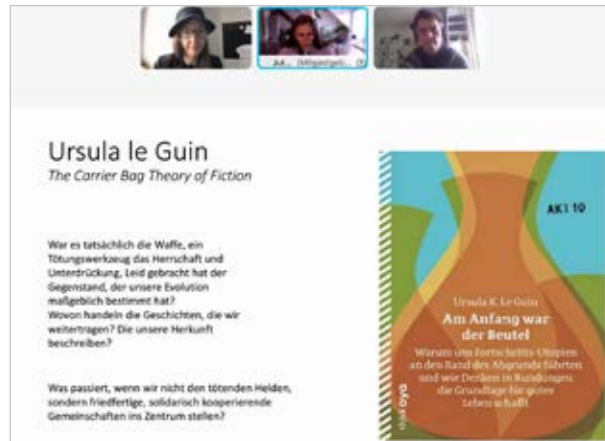 Ursula le Guin
The Carrier Bag Theory of Fiction
War es tatsächlich die Waffe, ein
Tötungswerkzeug das Herrschaft und
Unterdrückung, Leid gebracht hat der
Gegenstand, der unsere Evolution
maßgeblich bestimmt hat?
Wovon handeln die Geschichten, die wir
weitertragen? Die unsere Herkunft
beschreiben?
Was passiert, wenn wir nicht den tötenden Helden,
sondern friedfertige, solidarisch kooperierende
Gemeinschaften ins Zentrum stellen?
AKT 10
Ursula K. Le Guin
Am Anfang war
der Beutel
Warum uns Fortschritts-Utopien
an den Rand des Abgrunds führten
und wie Denken in Rundungen
die Grundlage für gutes
Leben schafft
oya